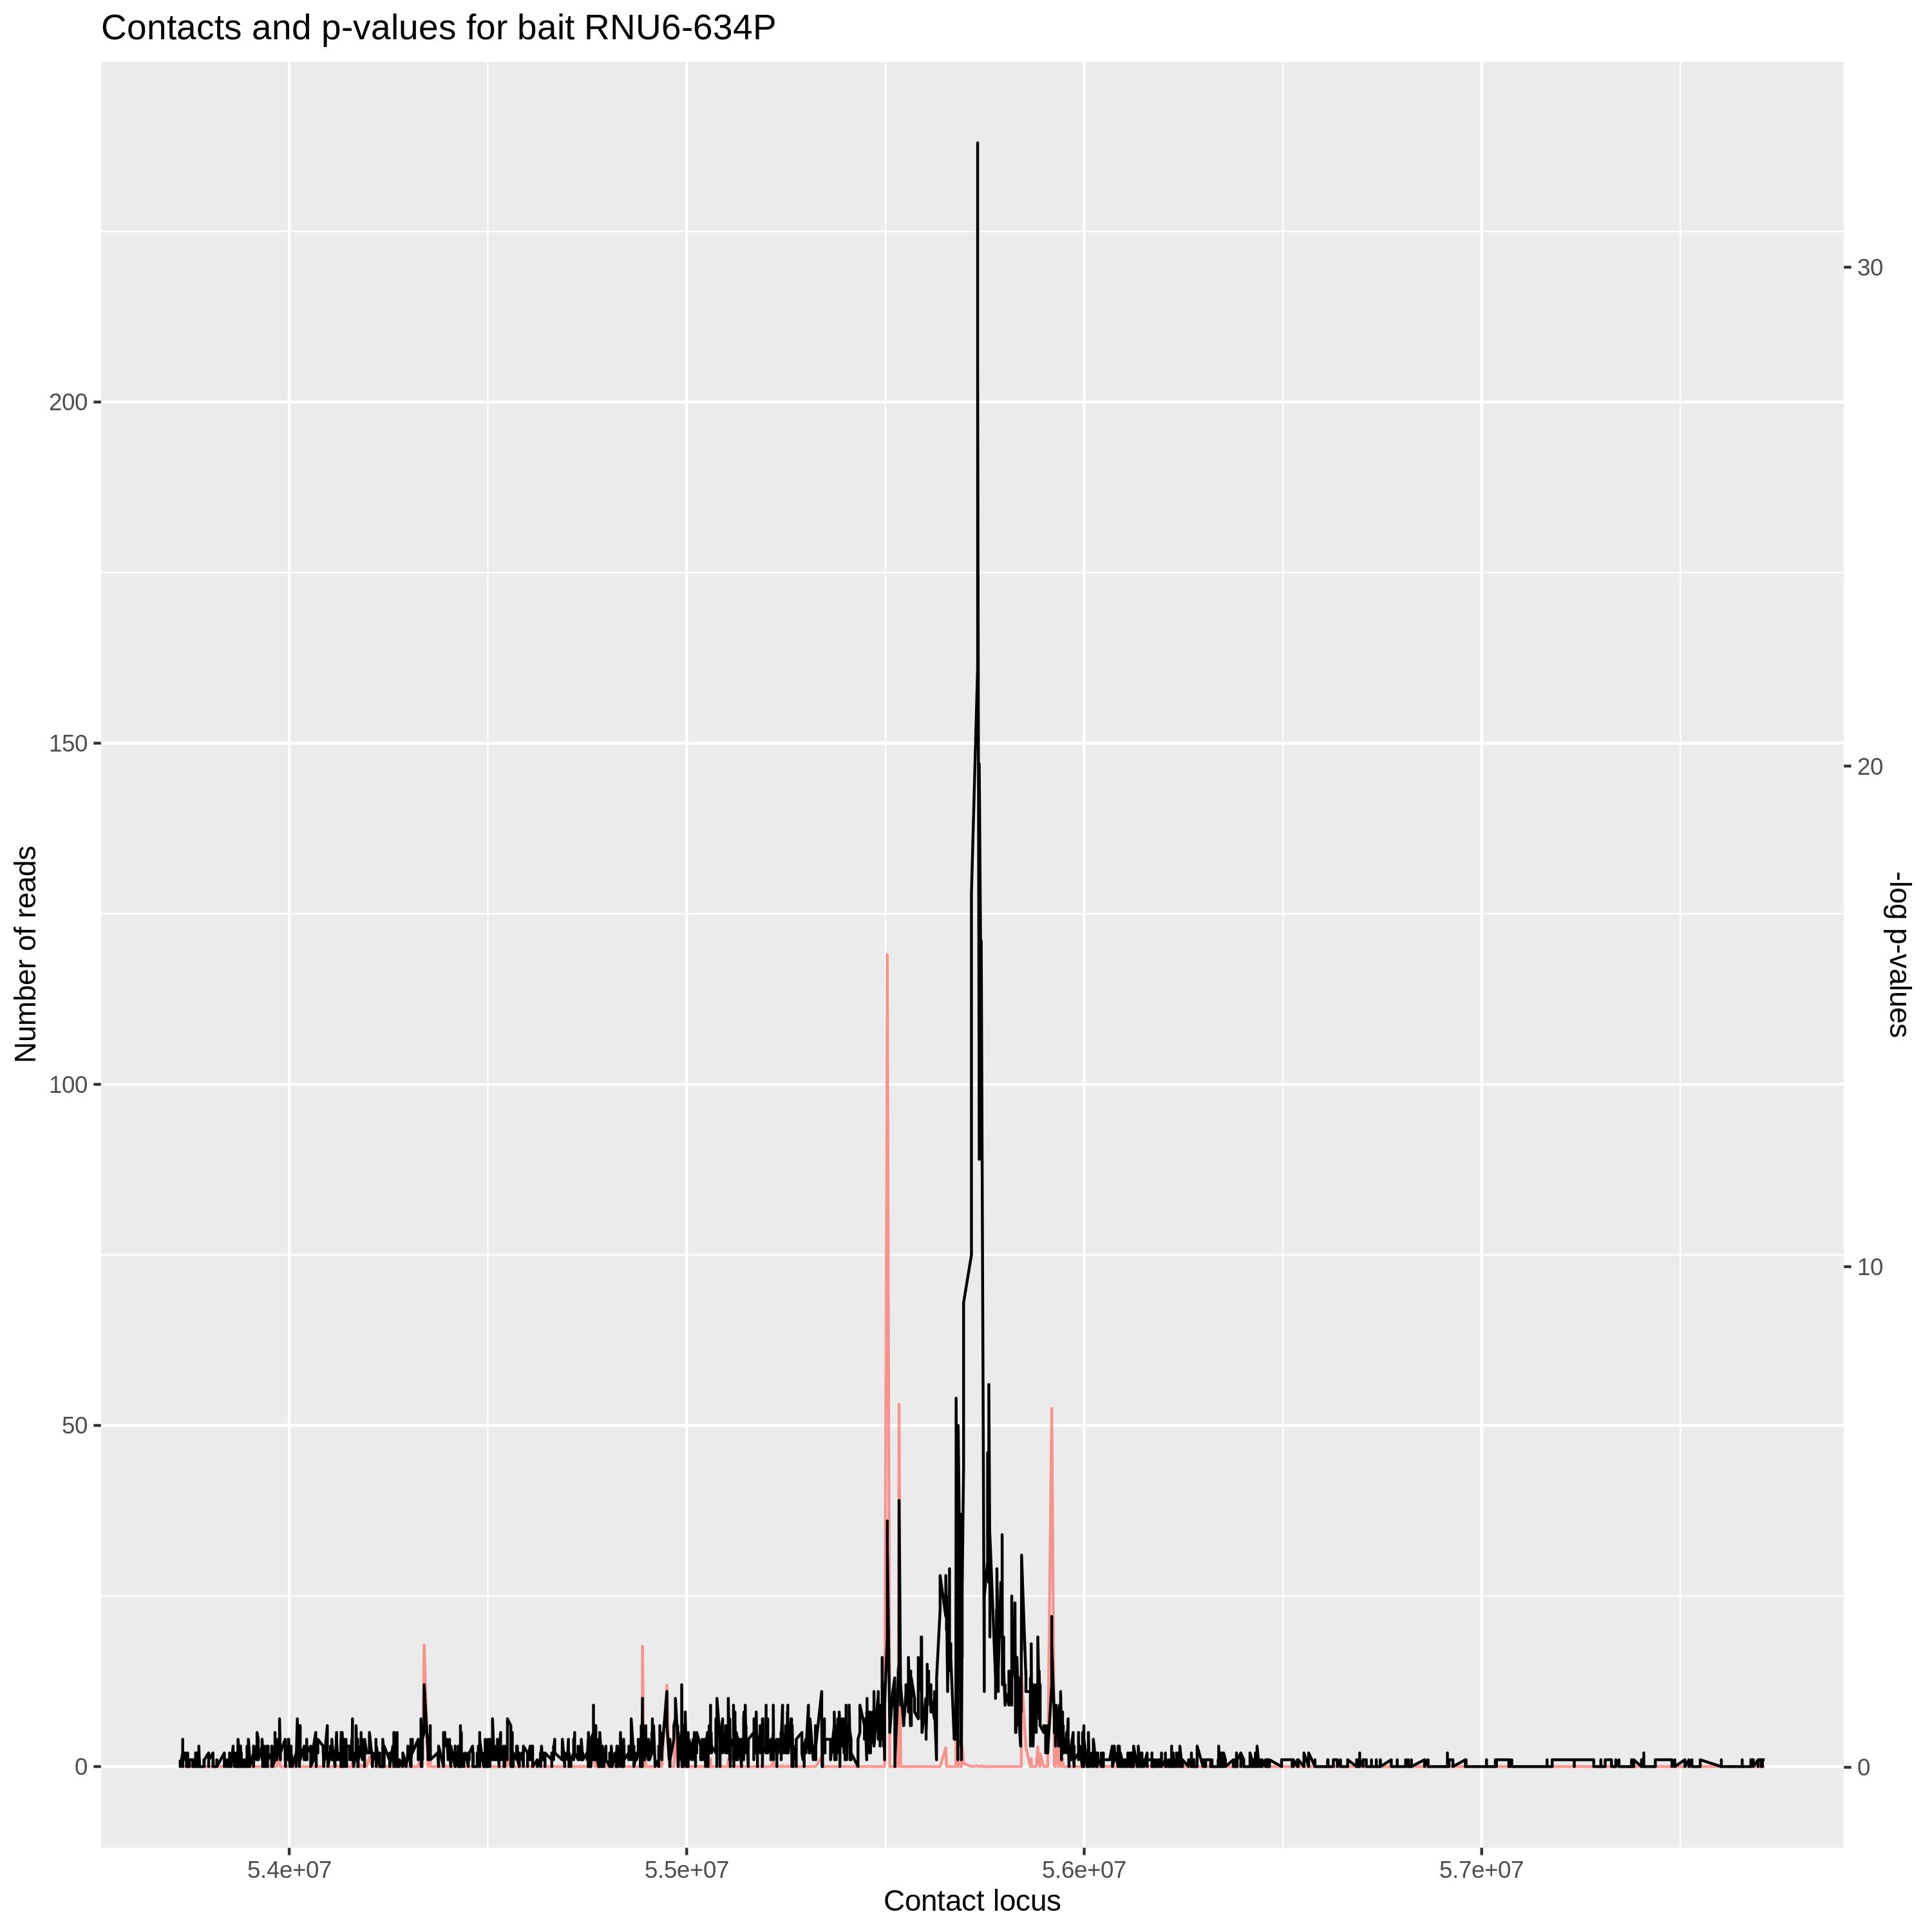 Contacts and p-values for bait RNU6-634P
200
150
100
50
0
30
20
10
0
Number of reads
-log p-values
5.4e+07 5.5e+07 5.6e+07 5.7e+07
Contact locus